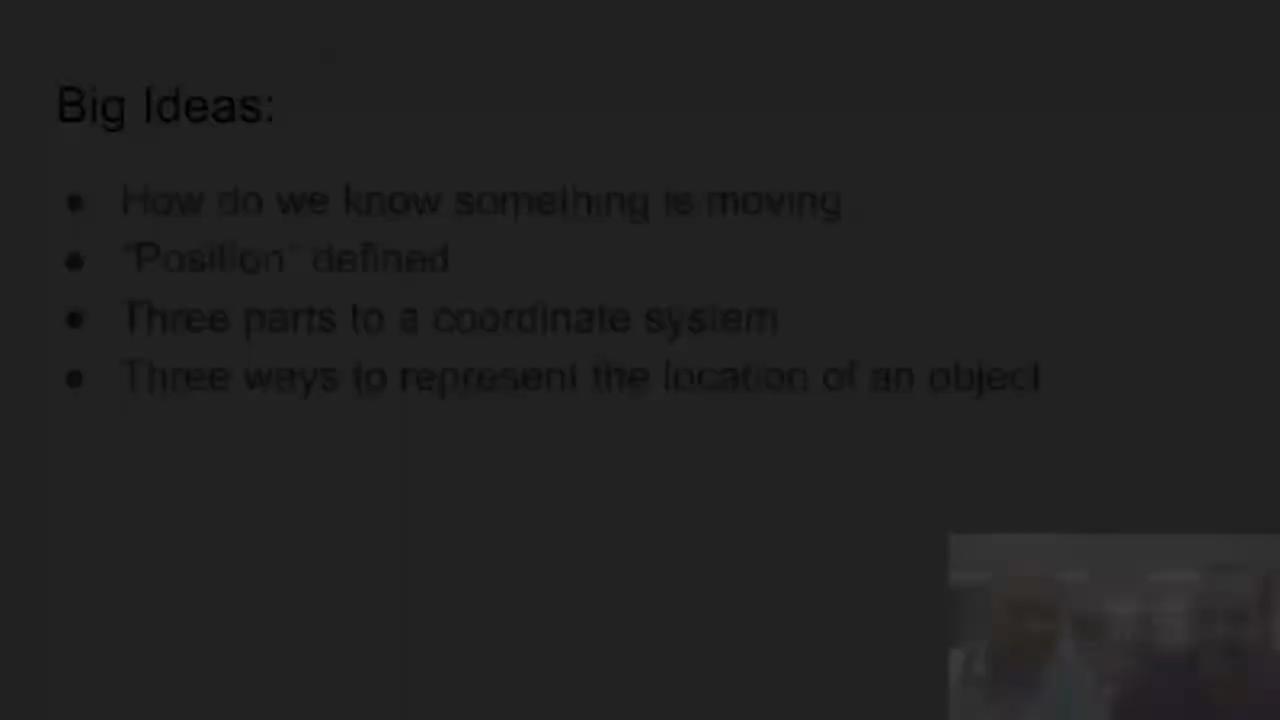 Big Ideas:
● How do we know something is moving
● "Position" defined
● Three parts to a coordinate system
● Three ways to represent the location of an object